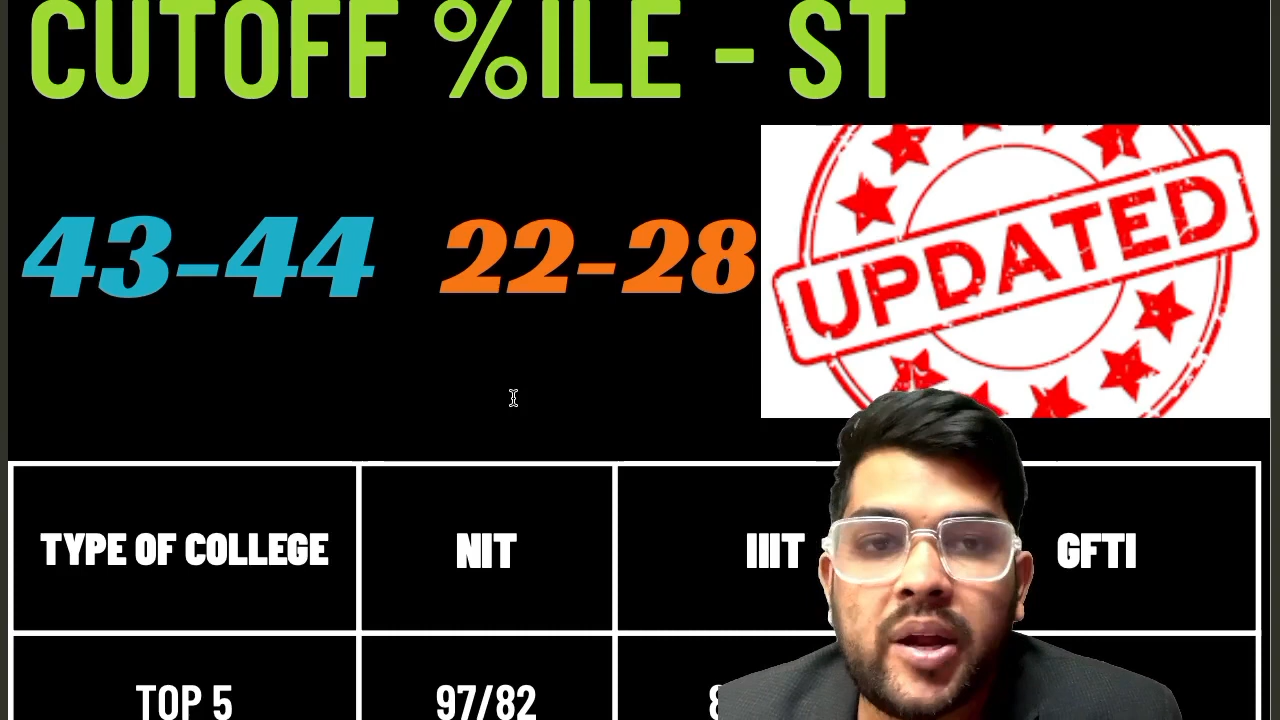 CUTOFF %ILE - ST
43-44 22-28
UPDATED
TYPE OF COLLEGE NIT IIIT GFTI
TOP 5 97/82